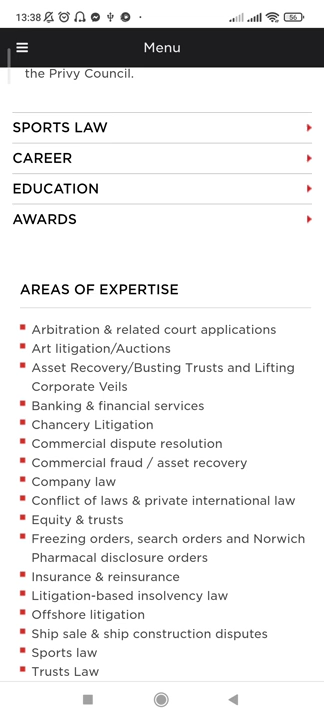 13:38
56
Menu
the Privy Council.
SPORTS LAW
CAREER
EDUCATION
AWARDS
AREAS OF EXPERTISE
Arbitration & related court applications
Art litigation/Auctions
Asset Recovery/Busting Trusts and Lifting
Corporate Veils
Banking & financial services
Chancery Litigation
Commercial dispute resolution
Commercial fraud / asset recovery
Company law
Conflict of laws & private international law
Equity & trusts
Freezing orders, search orders and Norwich
Pharmacal disclosure orders
Insurance & reinsurance
Litigation-based insolvency law
Offshore litigation
Ship sale & ship construction disputes
Sports law
Trusts Law